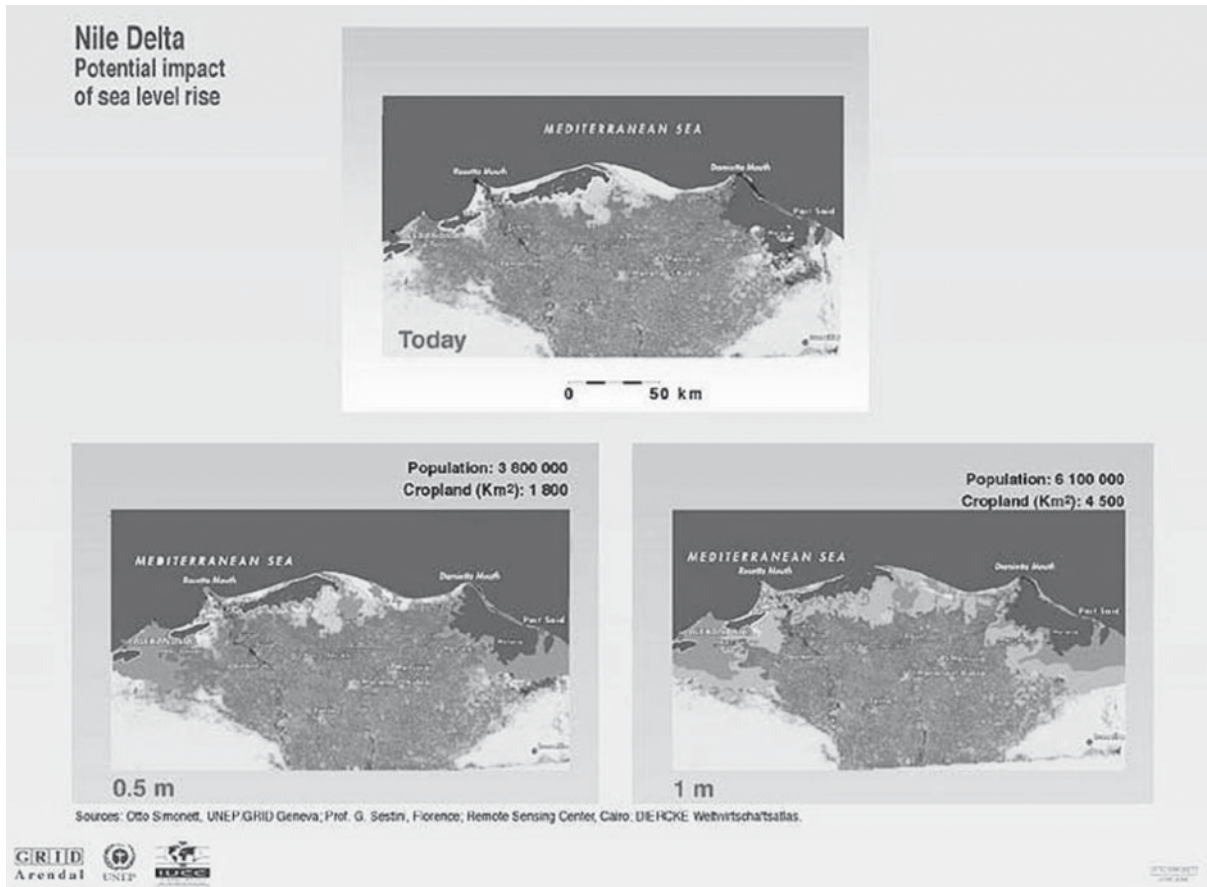 Nile Delta
Potential impact
of sea level rise
MEDITERRANEAN SEA
Rosetta Mouth
Damietta Mouth
Port Said
Today
0 50 km
Population: 3 800 000
Cropland (Km²): 1 800
MEDITERRANEAN SEA
Rosetta Mouth
Damietta Mouth
Port Said
0.5 m
Population: 6 100 000
Cropland (Km²): 4 500
MEDITERRANEAN SEA
Rosetta Mouth
Damietta Mouth
Port Said
1 m
Sources: Otto Simonett, UNEP/GRID Geneva; Prof. G. Sestini, Florence; Remote Sensing Center, Cairo; DIERCKE Weltwirtschaftsatlas.
GRID
Arendal
UNEP
IUCC